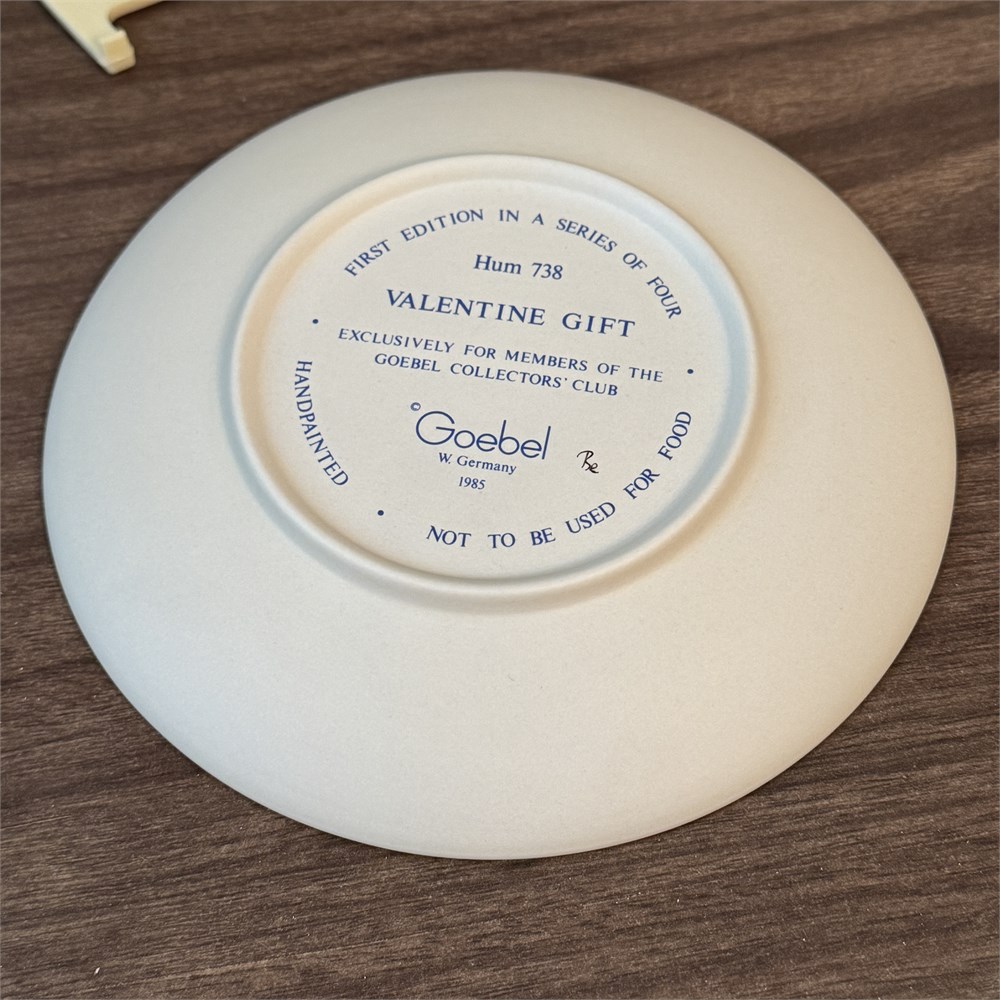 FIRST EDITION IN A SERIES OF FOUR
Hum 738
VALENTINE GIFT
EXCLUSIVELY FOR MEMBERS OF THE
GOEBEL COLLECTORS' CLUB
© Goebel
W. Germany
1985
HANDPAINTED
NOT TO BE USED FOR FOOD